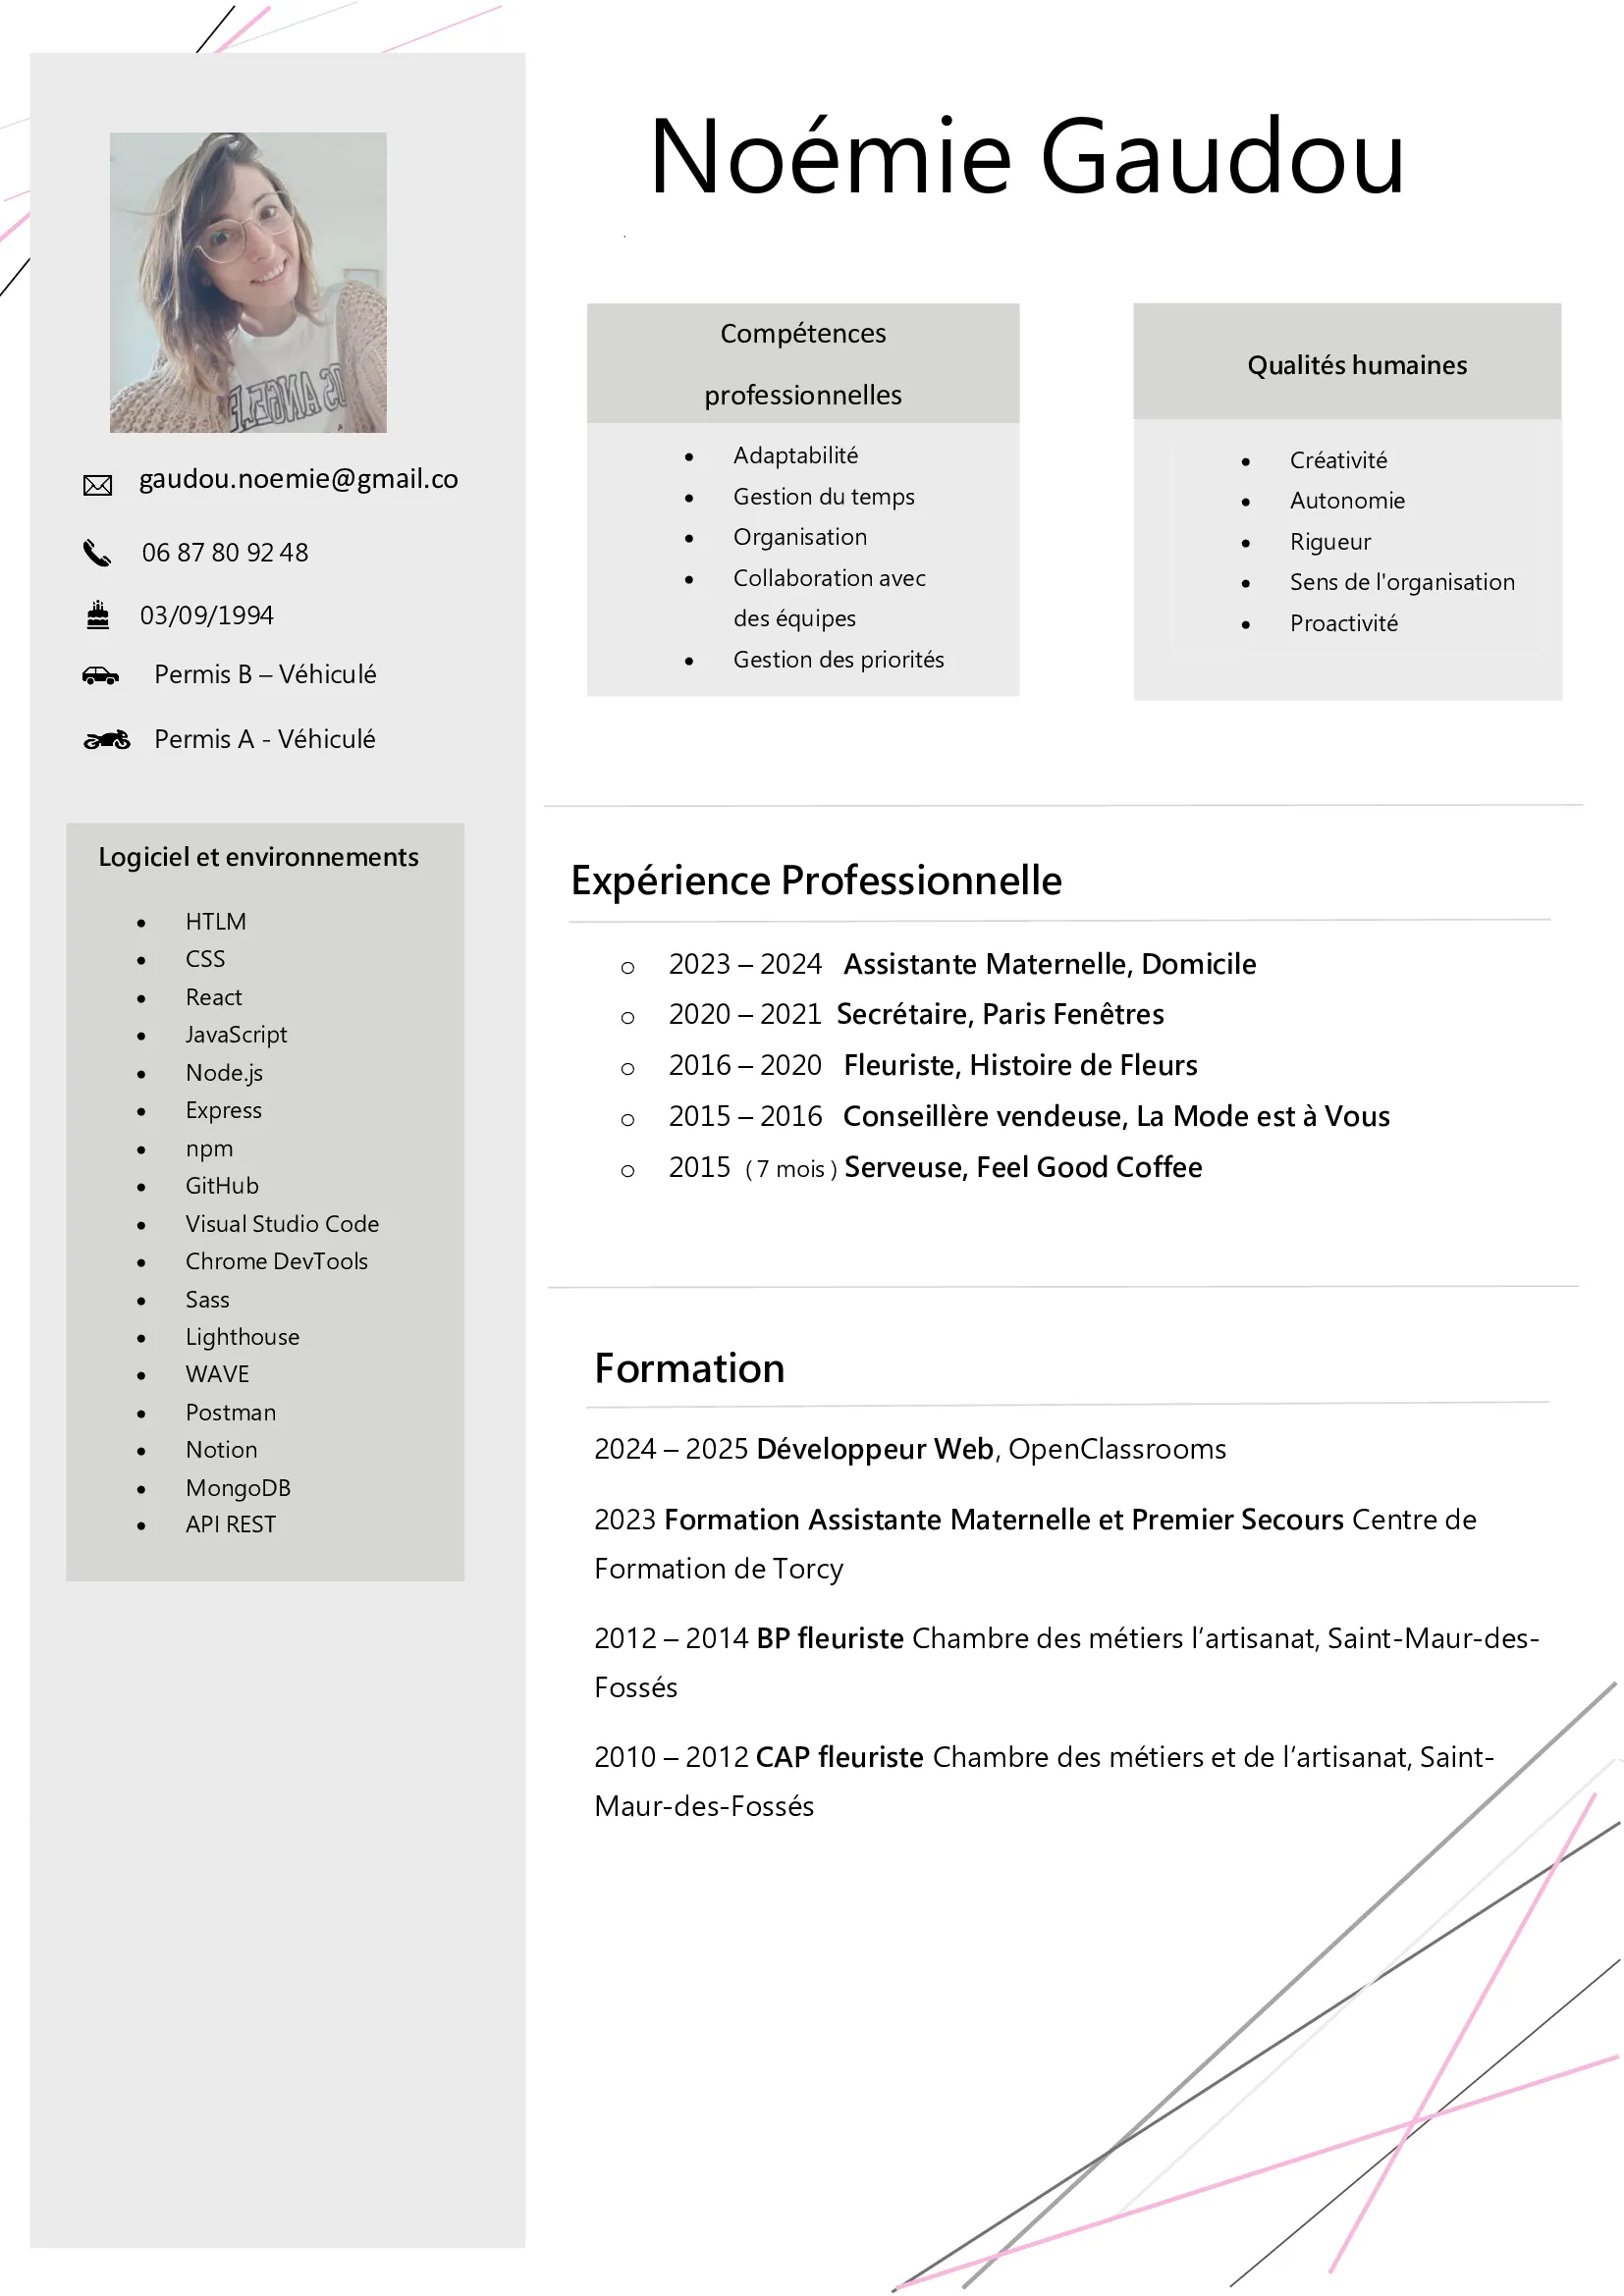 Noémie Gaudou
gaudou.noemie@gmail.co
06 87 80 92 48
03/09/1994
Permis B – Véhiculé
Permis A - Véhiculé
Logiciel et environnements
• HTLM
• CSS
• React
• JavaScript
• Node.js
• Express
• npm
• GitHub
• Visual Studio Code
• Chrome DevTools
• Sass
• Lighthouse
• WAVE
• Postman
• Notion
• MongoDB
• API REST
Compétences
professionnelles
• Adaptabilité
• Gestion du temps
• Organisation
• Collaboration avec
des équipes
• Gestion des priorités
Qualités humaines
• Créativité
• Autonomie
• Rigueur
• Sens de l'organisation
• Proactivité
Expérience Professionnelle
o 2023 – 2024 Assistante Maternelle, Domicile
o 2020 – 2021 Secrétaire, Paris Fenêtres
o 2016 – 2020 Fleuriste, Histoire de Fleurs
o 2015 – 2016 Conseillère vendeuse, La Mode est à Vous
o 2015 ( 7 mois ) Serveuse, Feel Good Coffee
Formation
2024 – 2025 Développeur Web, OpenClassrooms
2023 Formation Assistante Maternelle et Premier Secours Centre de
Formation de Torcy
2012 – 2014 BP fleuriste Chambre des métiers l’artisanat, Saint-Maur-des-
Fossés
2010 – 2012 CAP fleuriste Chambre des métiers et de l’artisanat, Saint-
Maur-des-Fossés